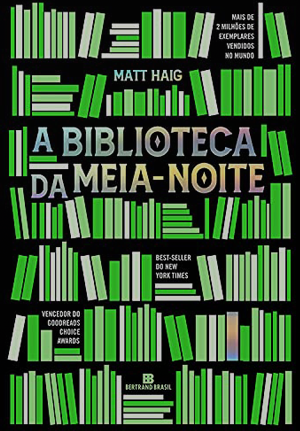 MAIS DE
2 MILHÕES DE
EXEMPLARES
VENDIDOS
NO MUNDO
MATT HAIG
A BIBLIOTECA
DA MEIA-NOITE
BEST-SELLER
DO NEW
YORK TIMES
VENCEDOR DO
GOODREADS
CHOICE
AWARDS
BB
BERTRAND BRASIL